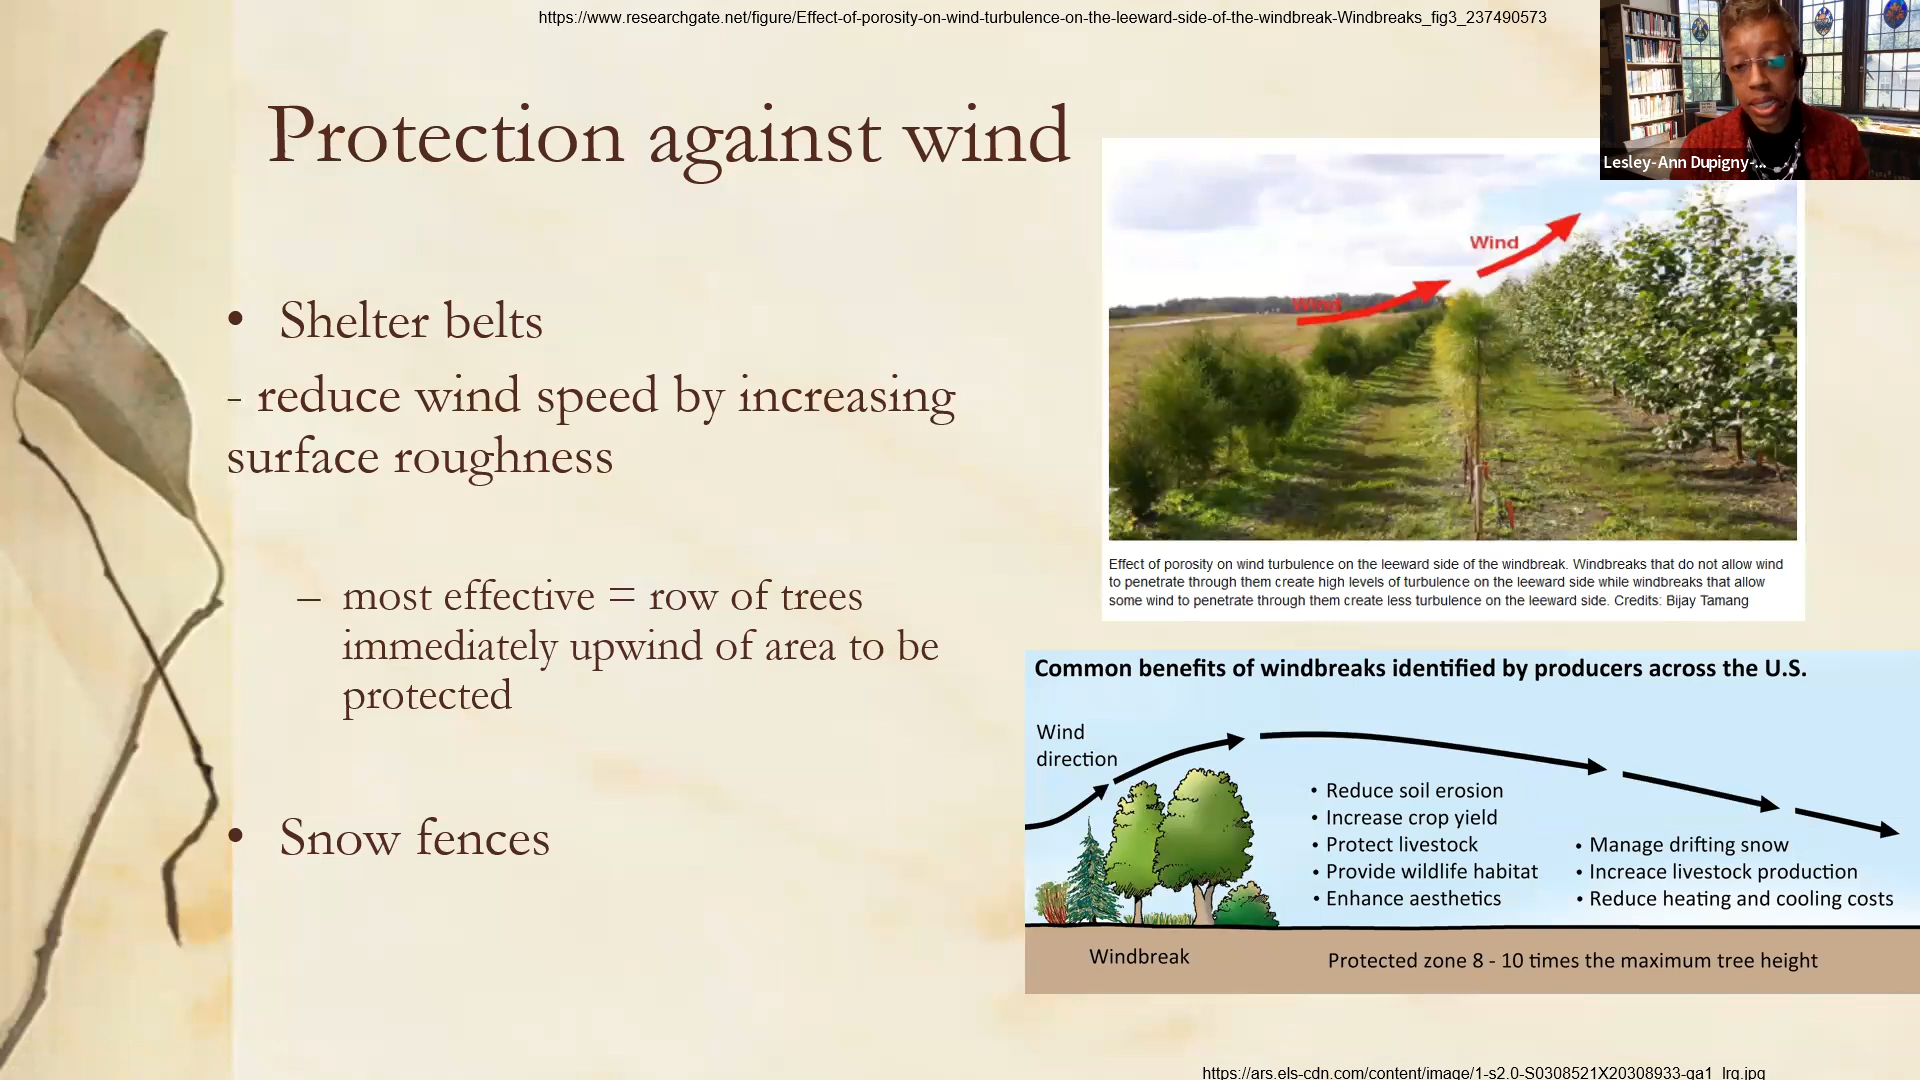 https://www.researchgate.net/figure/Effect-of-porosity-on-wind-turbulence-on-the-leeward-side-of-the-windbreak-Windbreaks_fig3_237490573
Lesley-Ann Dupigny-...
Protection against wind
• Shelter belts
- reduce wind speed by increasing
surface roughness
– most effective = row of trees
immediately upwind of area to be
protected
• Snow fences
Wind
Wind
Effect of porosity on wind turbulence on the leeward side of the windbreak. Windbreaks that do not allow wind
to penetrate through them create high levels of turbulence on the leeward side while windbreaks that allow
some wind to penetrate through them create less turbulence on the leeward side. Credits: Bijay Tamang
Common benefits of windbreaks identified by producers across the U.S.
Wind
direction
• Reduce soil erosion
• Increase crop yield
• Protect livestock
• Provide wildlife habitat
• Enhance aesthetics
• Manage drifting snow
• Increace livestock production
• Reduce heating and cooling costs
Windbreak
Protected zone 8 - 10 times the maximum tree height
https://ars.els-cdn.com/content/image/1-s2.0-S0308521X20308933-ga1_lrg.jpg